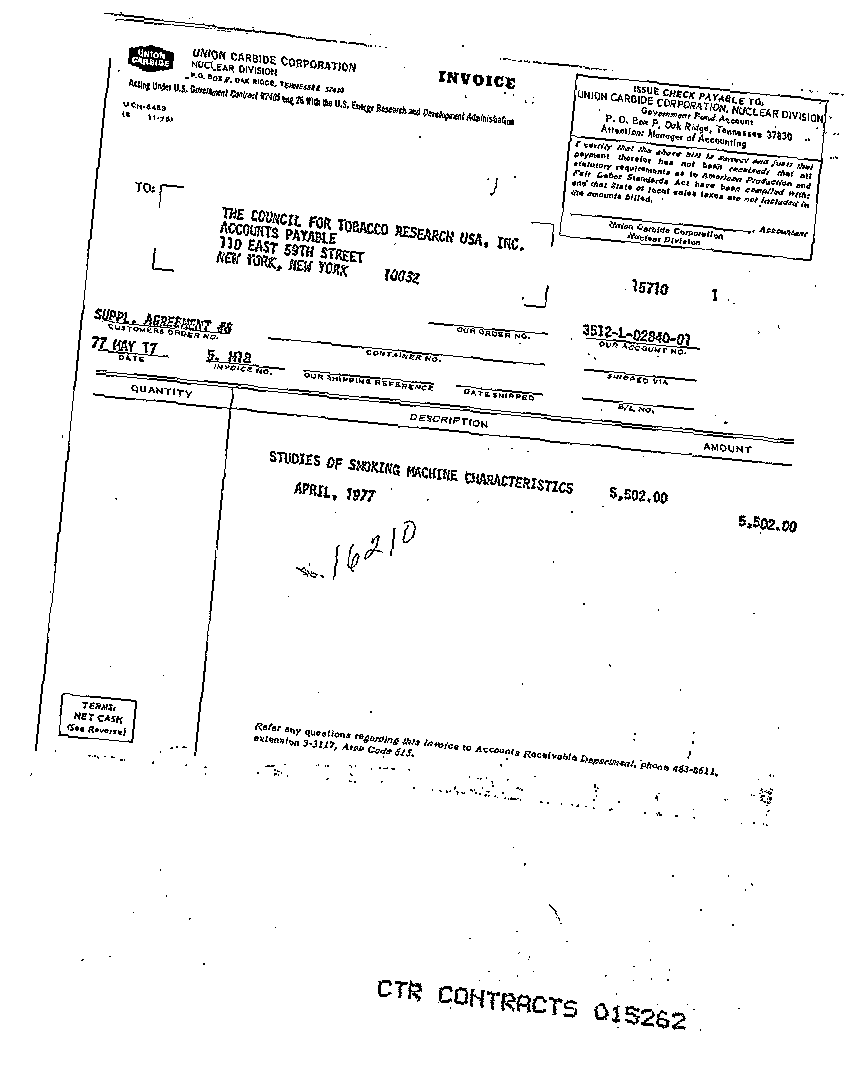 UNION
CARBIDE
UNION CARBIDE CORPORATION
NUCLEAR DIVISION
P.O. BOX P, OAK RIDGE, TENNESSEE 37830
Acting Under U.S. Government Contract W7405 eng 26 With the U.S. Energy Research and Development Administration
UCN-6489
INVOICE
ISSUE CHECK PAYABLE TO:
UNION CARBIDE CORPORATION, NUCLEAR DIVISION
Government Fund Account
P. O. Box P, Oak Ridge, Tennessee 37830
Attention: Manager of Accounting
I certify that the above bill is correct and just; that
payment therefor has not been received; that all
statutory requirements as to American Production and
Fair Labor Standards Act have been complied with;
and that State or local sales taxes are not included in
the amounts billed.
, Accountant
Union Carbide Corporation
Nuclear Division
TO:
THE COUNCIL FOR TOBACCO RESEARCH USA, INC.
ACCOUNTS PAYABLE
110 EAST 59TH STREET
NEW YORK, NEW YORK 10032
15710 1
SUPPL. AGREEMENT #6
CUSTOMERS ORDER NO.
OUR ORDER NO.
3512-1-02840-01
OUR ACCOUNT NO.
77 MAY 17
DATE
INVOICE NO.
CONTAINER NO.
OUR SHIPPING REFERENCE
DATE SHIPPED
SHIPPED VIA
B/L NO.
QUANTITY
DESCRIPTION
AMOUNT
STUDIES OF SMOKING MACHINE CHARACTERISTICS 5,502.00
APRIL, 1977
5,502.00
16210
TERMS:
NET CASK
(See Reverse)
Refer any questions regarding this invoice to Accounts Receivable Department, phone 483-8611,
extension 3-3117, Area Code 615.
CTR CONTRACTS 015262